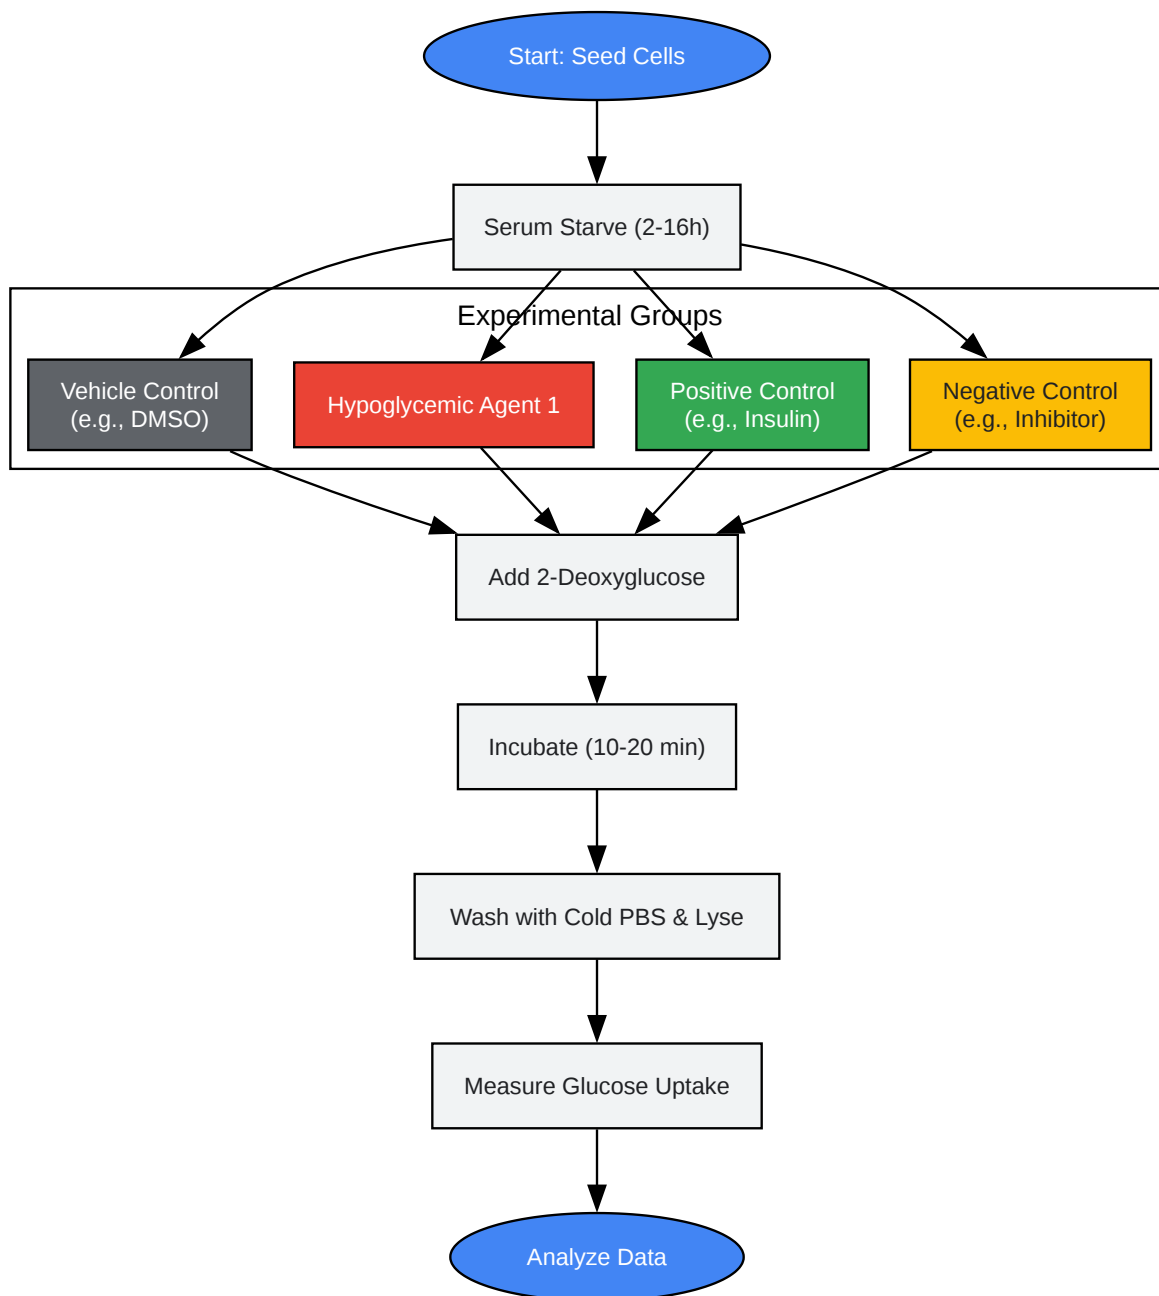 Start: Seed Cells
Serum Starve (2-16h)
Experimental Groups
Vehicle Control
(e.g., DMSO)
Hypoglycemic Agent 1
Positive Control
(e.g., Insulin)
Negative Control
(e.g., Inhibitor)
Add 2-Deoxyglucose
Incubate (10-20 min)
Wash with Cold PBS & Lyse
Measure Glucose Uptake
Analyze Data